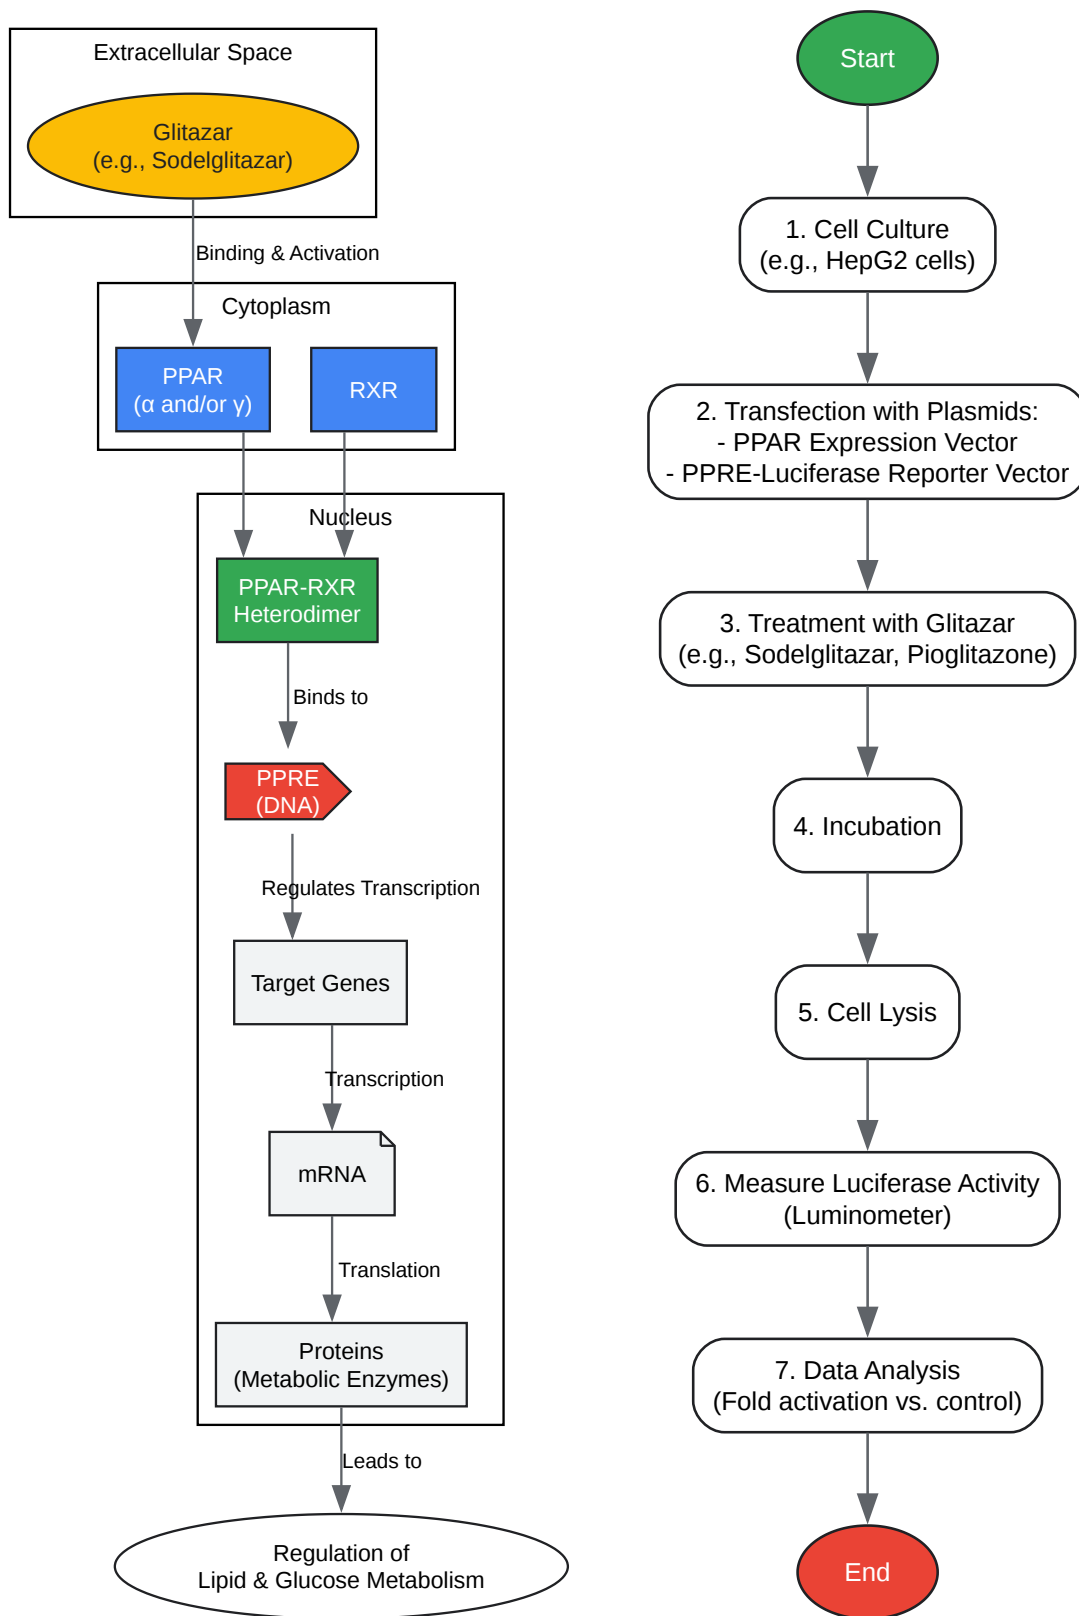 Extracellular Space
Glitazar
(e.g., Sodelglitazar)
Binding & Activation
Cytoplasm
PPAR
(α and/or γ)
RXR
Nucleus
PPAR-RXR
Heterodimer
Binds to
PPRE
(DNA)
Regulates Transcription
Target Genes
Transcription
mRNA
Translation
Proteins
(Metabolic Enzymes)
Leads to
Regulation of
Lipid & Glucose Metabolism
Start
1. Cell Culture
(e.g., HepG2 cells)
2. Transfection with Plasmids:
- PPAR Expression Vector
- PPRE-Luciferase Reporter Vector
3. Treatment with Glitazar
(e.g., Sodelglitazar, Pioglitazone)
4. Incubation
5. Cell Lysis
6. Measure Luciferase Activity
(Luminometer)
7. Data Analysis
(Fold activation vs. control)
End